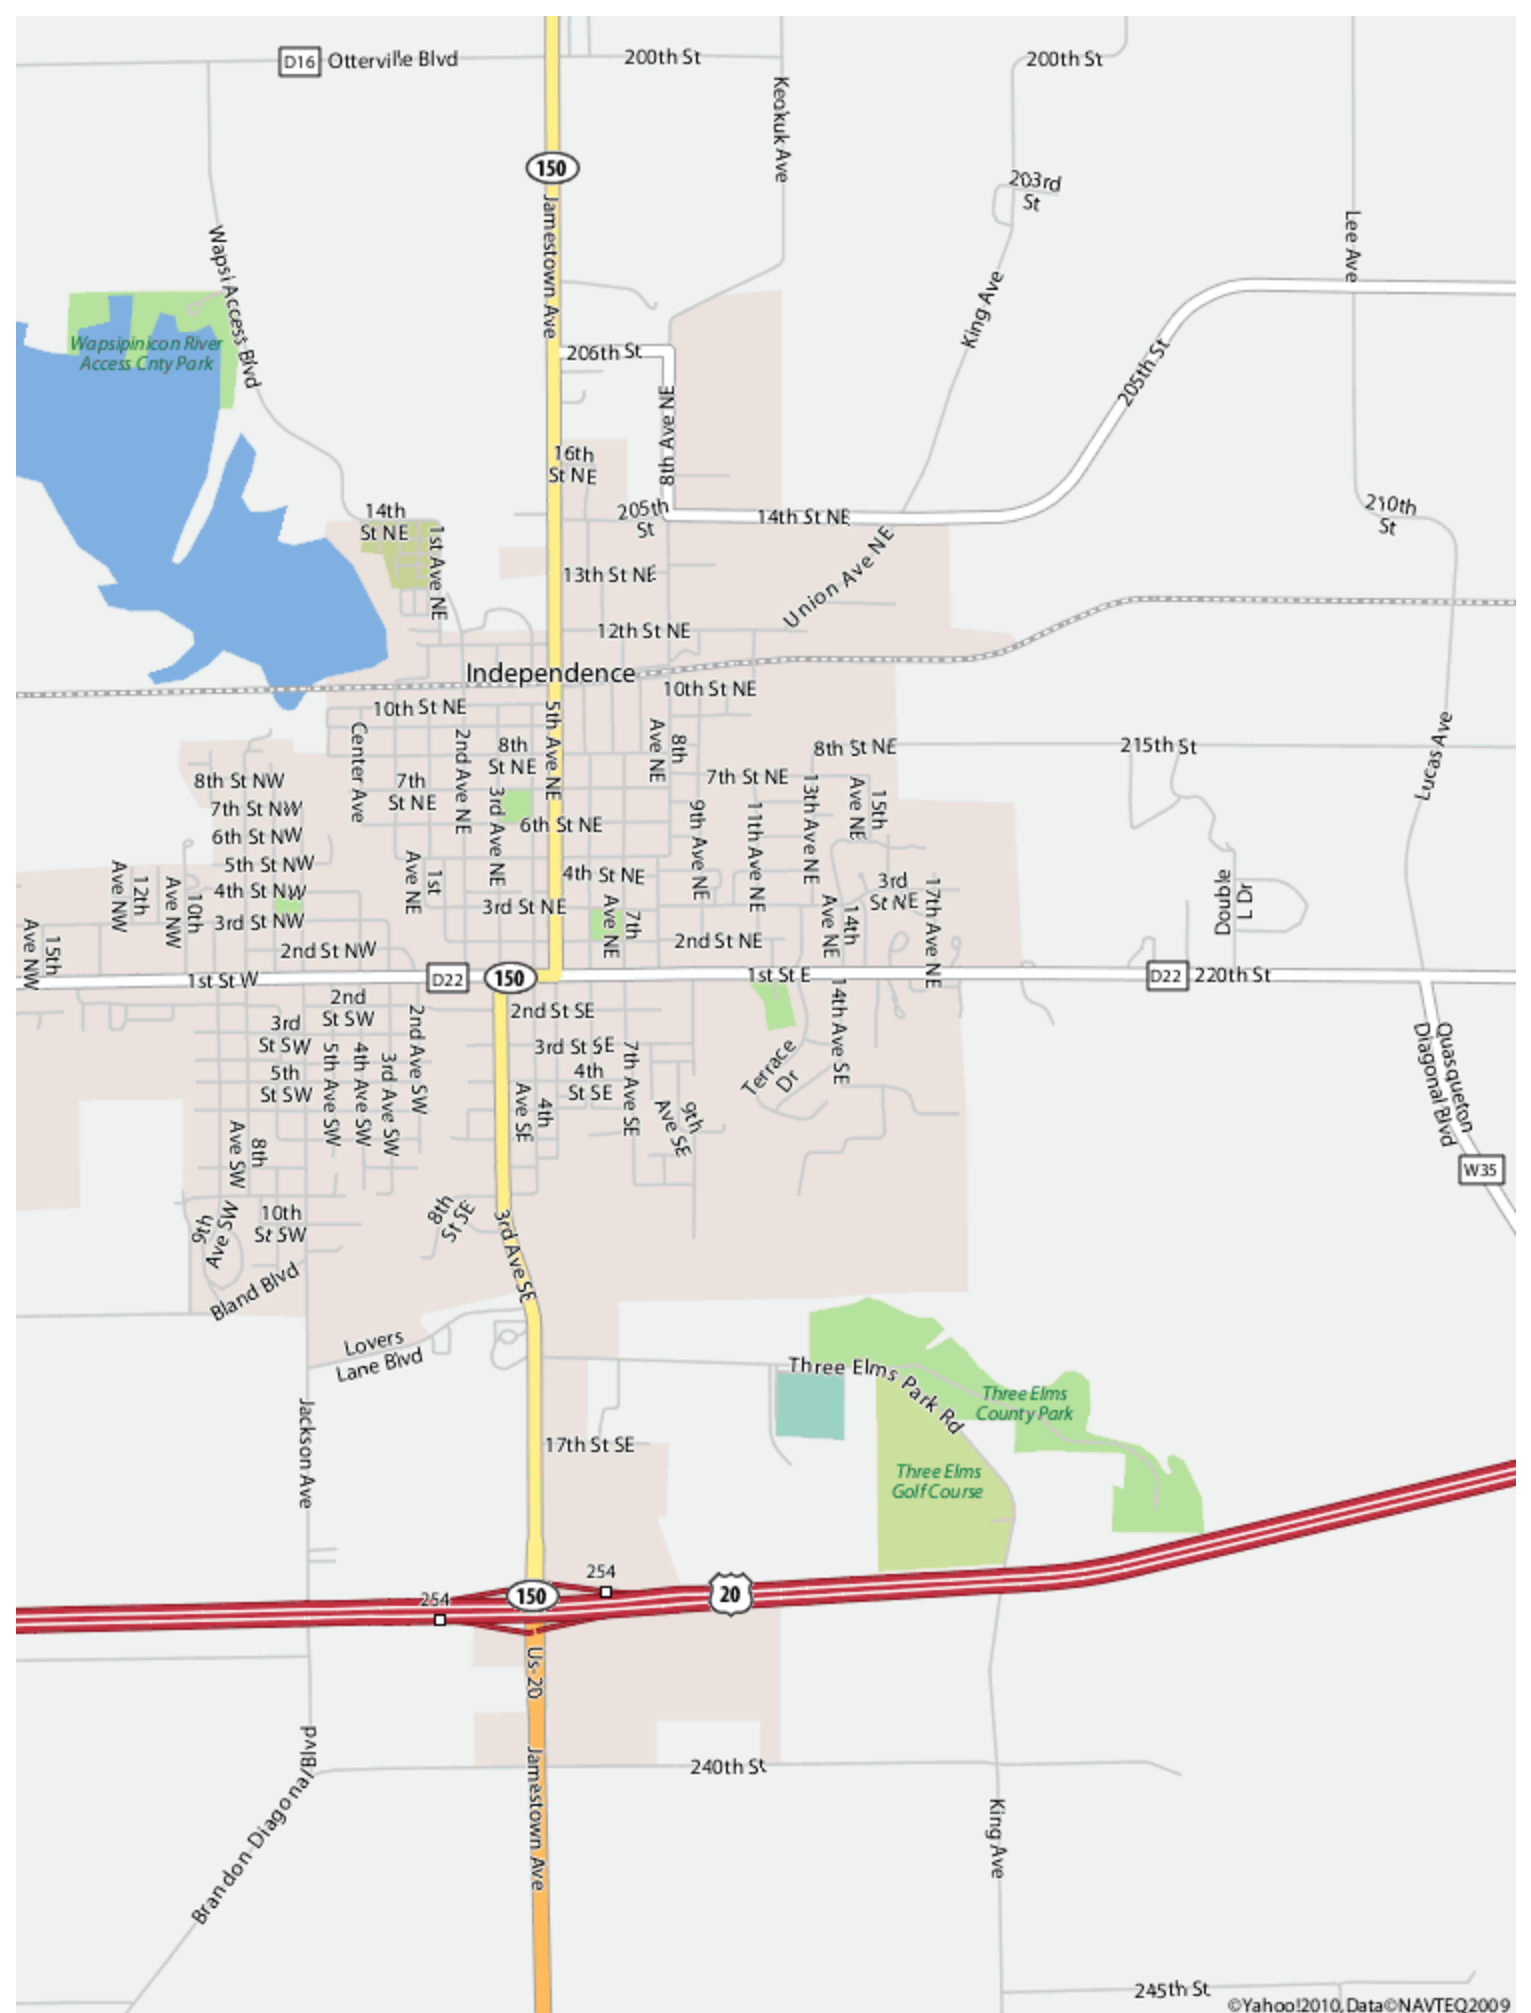 D16 Otterville Blvd
200th St
200th St
Keokuk Ave
150
Jamestown Ave
203rd
St
Lee Ave
Wapsi Access Blvd
King Ave
Wapsipinicon River
Access Cnty Park
206th St
205th St
8th Ave NE
16th
St NE
14th
St NE
205th
St
14th St NE
210th
St
1st Ave NE
Union Ave NE
13th St NE
12th St NE
Independence
10th St NE
10th St NE
5th Ave NE
Center Ave
2nd Ave NE
8th
St NE
8th
Ave NE
8th St NE
215th St
Lucas Ave
8th St NW
7th
St NE
7th St NE
7th St NW
3rd Ave NE
9th Ave NE
11th Ave NE
13th Ave NE
15th
Ave NE
6th St NW
6th St NE
5th St NW
4th St NW
3rd St NW
12th
Ave NW
10th
Ave NW
1st
Ave NE
4th St NE
3rd St NE
7th
Ave NE
3rd
St NE
14th
Ave NE
17th Ave NE
Double
L Dr
15th
Ave NW
2nd St NW
2nd St NE
1st St W
D22
150
1st St E
D22
220th St
2nd
St SW
2nd St SE
14th Ave SE
3rd
St SW
2nd Ave SW
3rd St SE
7th Ave SE
Terrace
Dr
Quasqueton
Diagonal Blvd
5th
St SW
5th Ave SW
4th Ave SW
3rd Ave SW
4th
St SE
4th
Ave SE
9th
Ave SE
8th
Ave SW
W35
9th
Ave SW
10th
St SW
8th
St SE
3rd Ave SE
Bland Blvd
Lovers
Lane Blvd
Three Elms Park Rd
Three Elms
County Park
Jackson Ave
17th St SE
Three Elms
Golf Course
254
254
150
20
Us-20
Brandon-Diagonal Blvd
240th St
Jamestown Ave
King Ave
245th St
©Yahoo!2010,Data©NAVTEQ2009